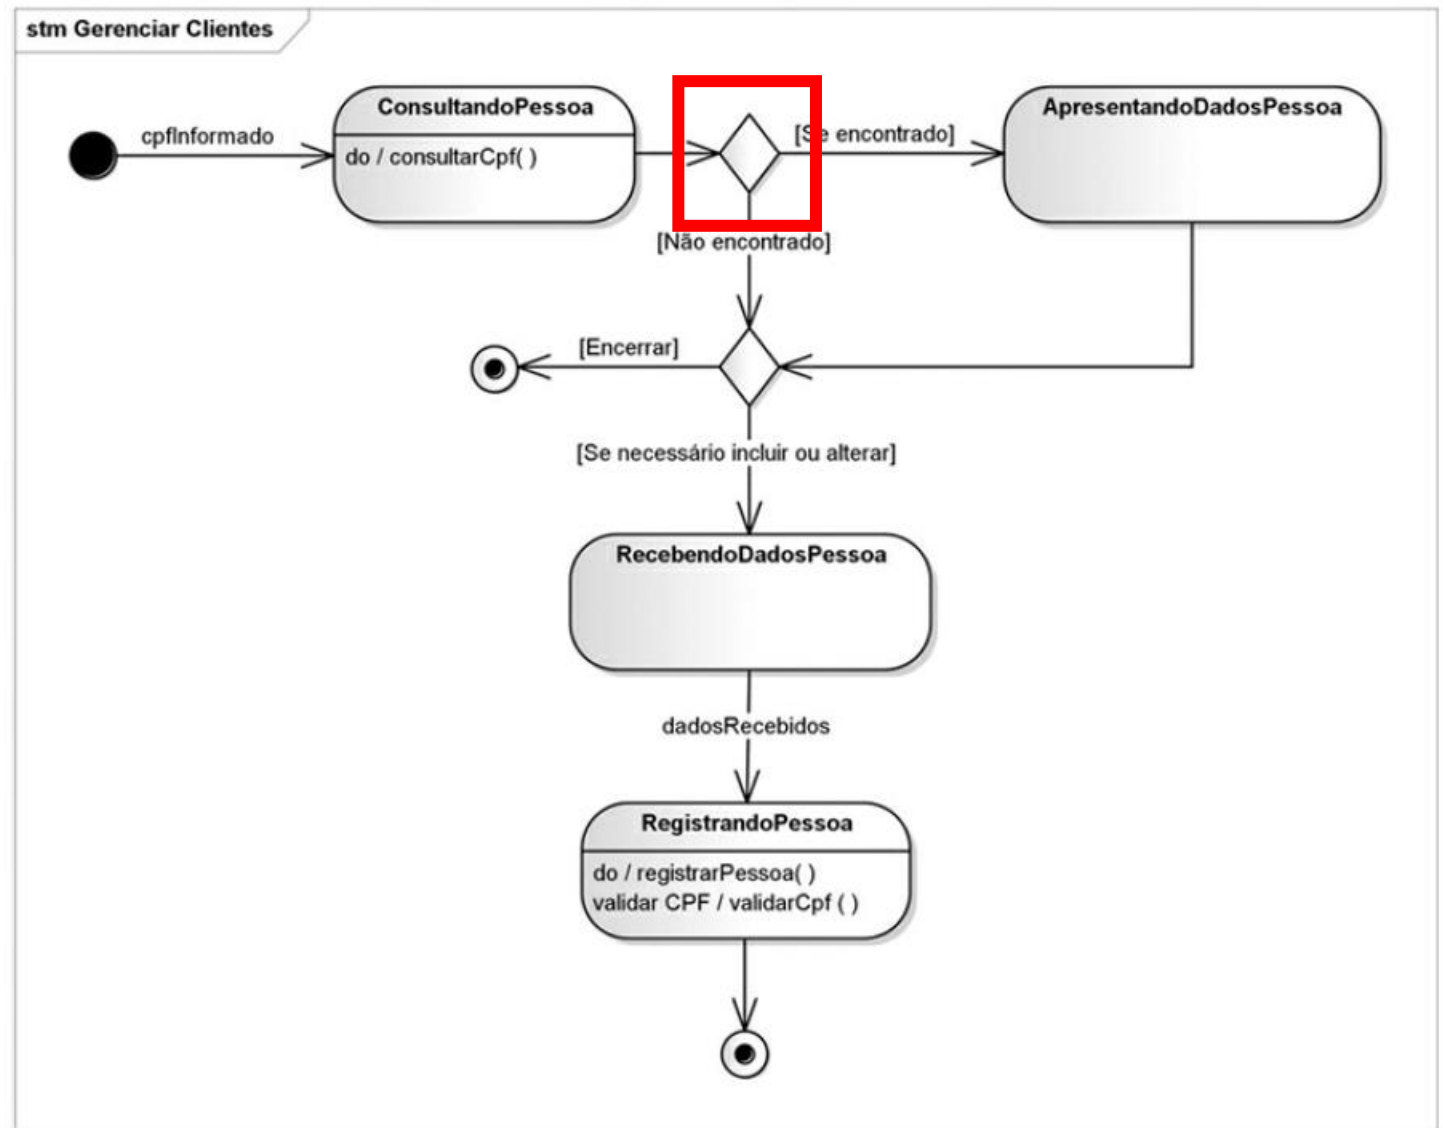 stm Gerenciar Clientes
cpfInformado
ConsultandoPessoa
do / consultarCpf( )
[Se encontrado]
ApresentandoDadosPessoa
[Não encontrado]
[Encerrar]
[Se necessário incluir ou alterar]
RecebendoDadosPessoa
dadosRecebidos
RegistrandoPessoa
do / registrarPessoa( )
validar CPF / validarCpf ( )